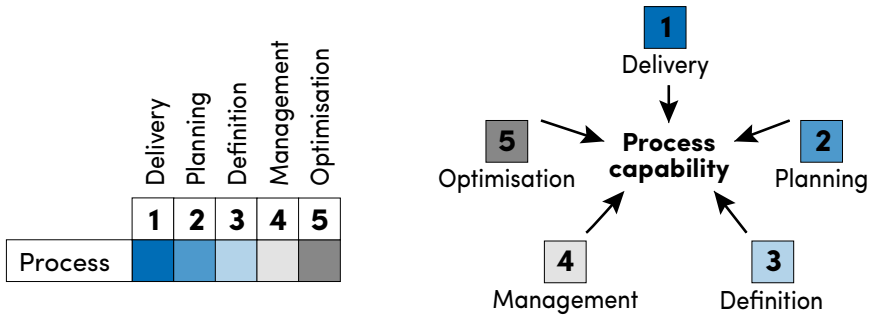 Delivery
Planning
Definition
Management
Optimisation
1 2 3 4 5
Process
1
Delivery
5
Optimisation
Process
capability
2
Planning
4
Management
3
Definition